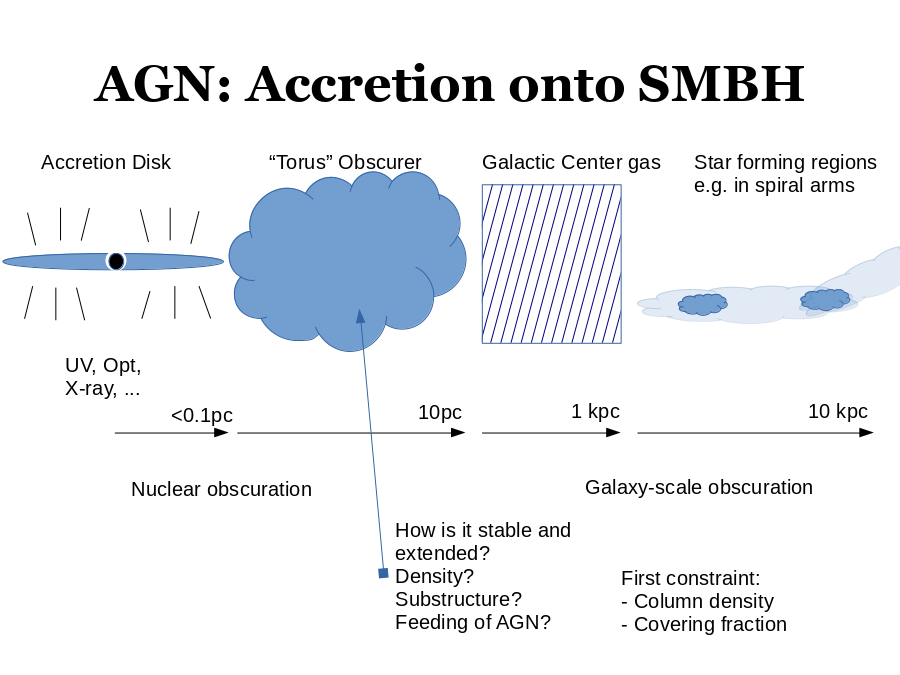 AGN: Accretion onto SMBH
Accretion Disk
“Torus” Obscurer
Galactic Center gas
Star forming regions
e.g. in spiral arms
UV, Opt,
X-ray, ...
<0.1pc
10pc
1 kpc
10 kpc
Nuclear obscuration
Galaxy-scale obscuration
How is it stable and
extended?
Density?
Substructure?
Feeding of AGN?
First constraint:
- Column density
- Covering fraction